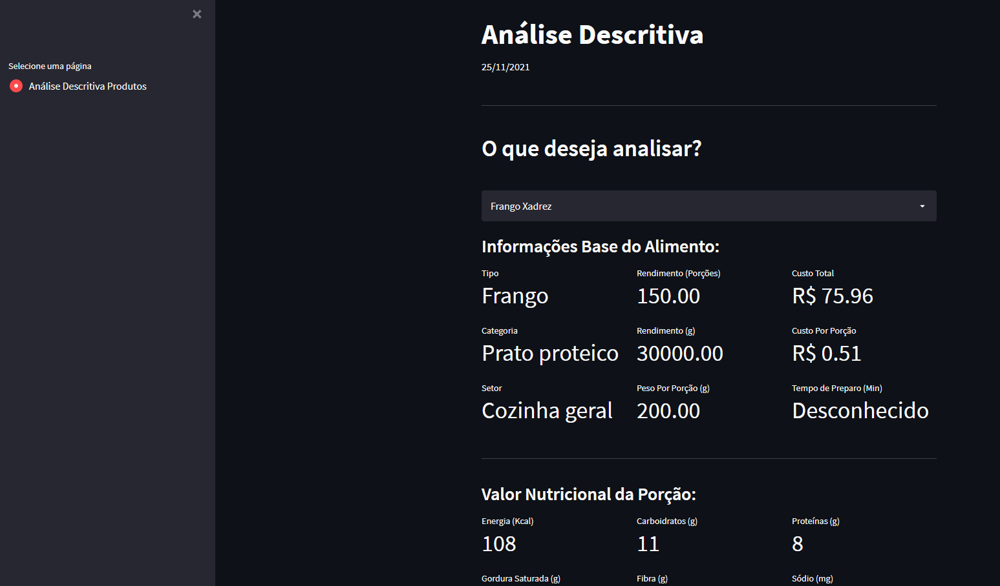 Selecione uma página
Análise Descritiva Produtos
Análise Descritiva
25/11/2021
O que deseja analisar?
Frango Xadrez
Informações Base do Alimento:
Tipo
Rendimento (Porções)
Custo Total
Frango
150.00
R$ 75.96
Categoria
Rendimento (g)
Custo Por Porção
Prato proteico
30000.00
R$ 0.51
Setor
Peso Por Porção (g)
Tempo de Preparo (Min)
Cozinha geral
200.00
Desconhecido
Valor Nutricional da Porção:
Energia (Kcal)
Carboidratos (g)
Proteínas (g)
108
11
8
Gordura Saturada (g)
Fibra (g)
Sódio (mg)